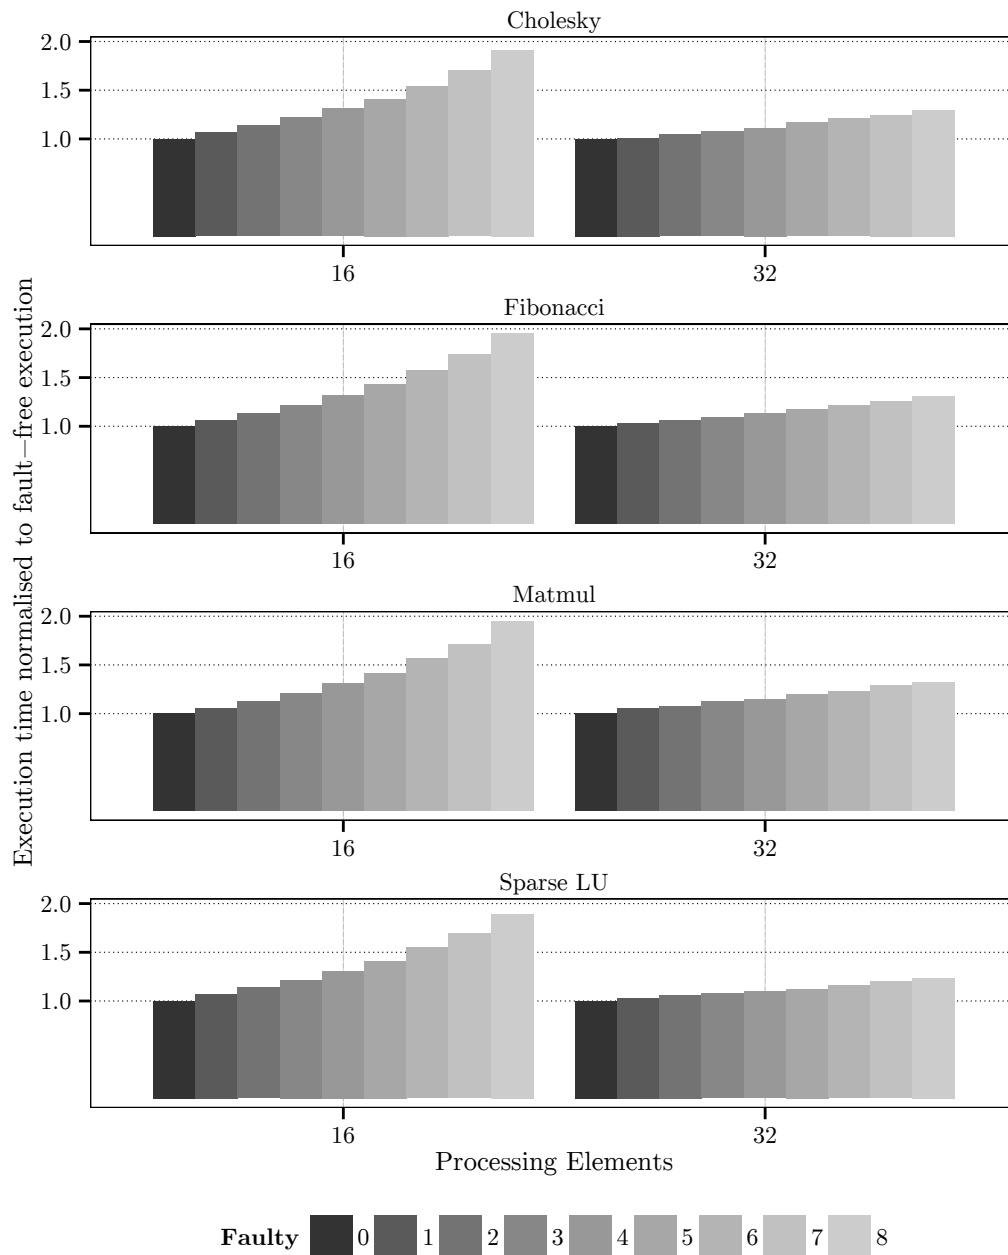 Cholesky
2.0
1.5
1.0
16 32
Fibonacci
2.0
1.5
1.0
16 32
Matmul
2.0
1.5
1.0
16 32
Sparse LU
2.0
1.5
1.0
16 32
Execution time normalised to fault−free execution
Processing Elements
Faulty 0 1 2 3 4 5 6 7 8